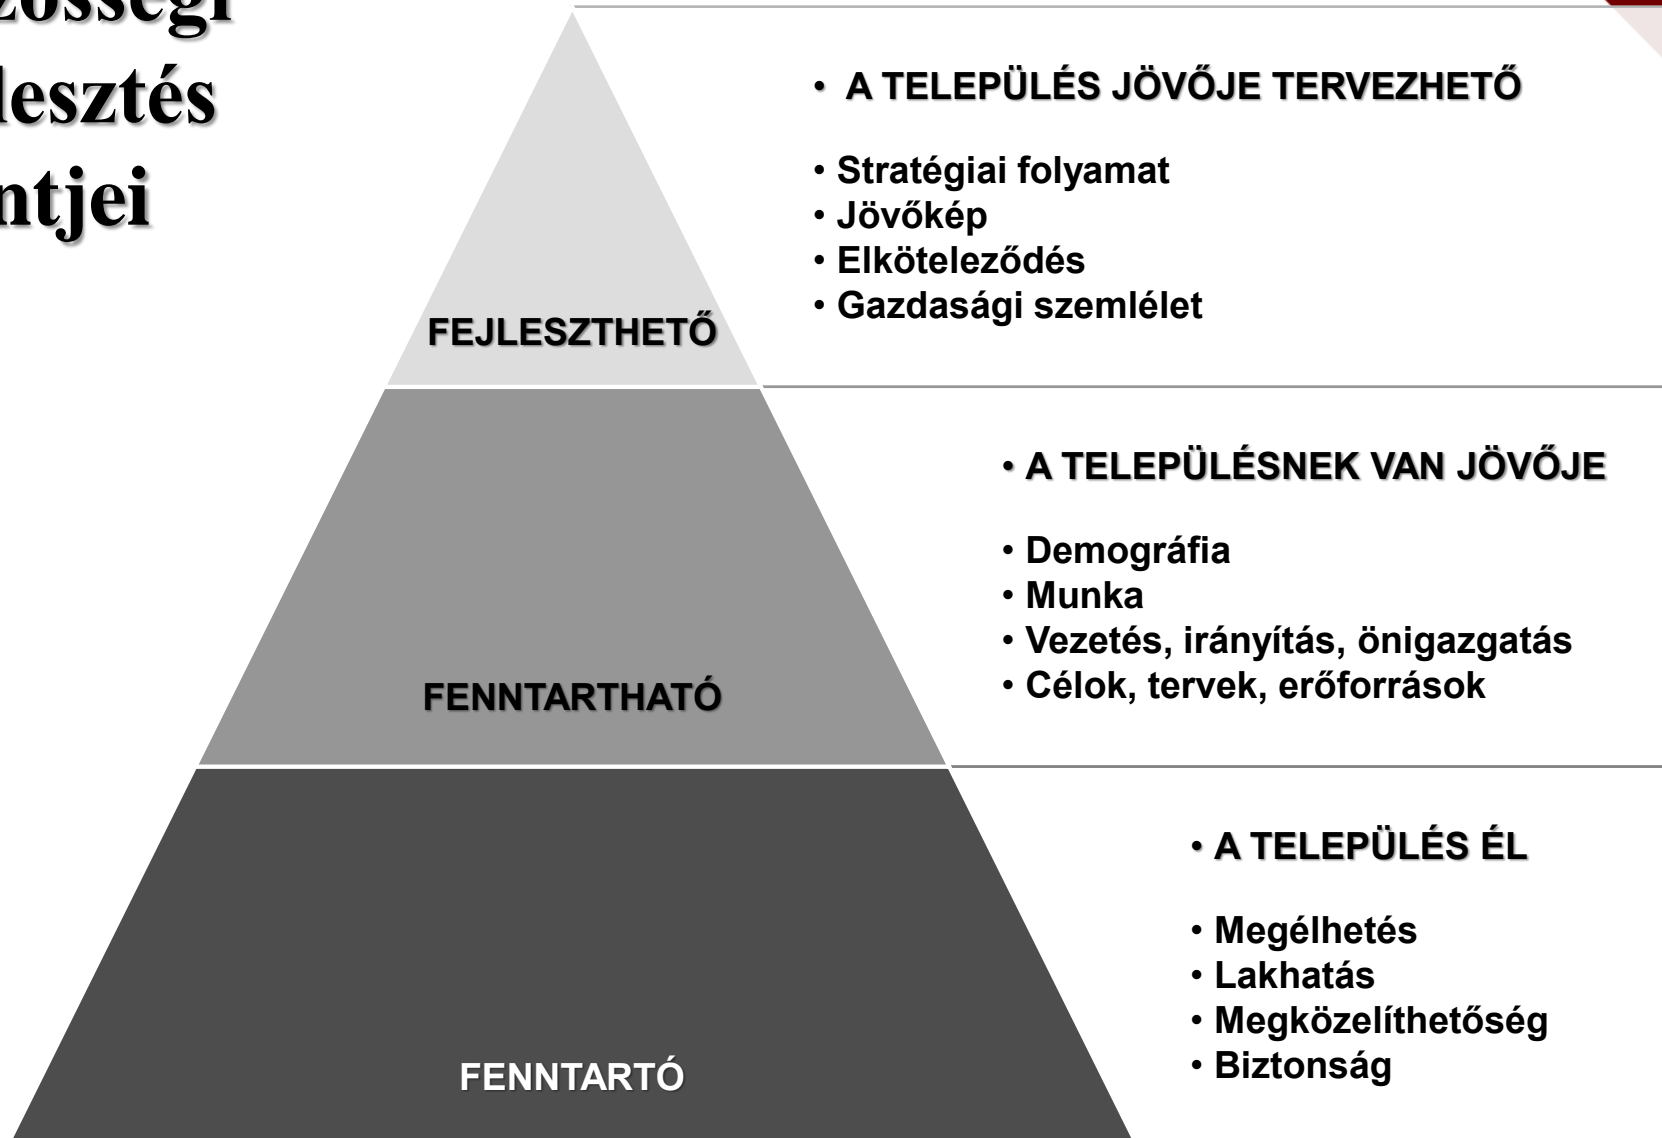 zösségi
lesztés
ntjei
• A TELEPÜLÉS JÖVŐJE TERVEZHETŐ
• Stratégiai folyamat
• Jövőkép
• Elköteleződés
• Gazdasági szemlélet
FEJLESZTHETŐ
• A TELEPÜLÉSNEK VAN JÖVŐJE
• Demográfia
• Munka
• Vezetés, irányítás, önigazgatás
• Célok, tervek, erőforrások
FENNTARTHATÓ
• A TELEPÜLÉS ÉL
• Megélhetés
• Lakhatás
• Megközelíthetőség
• Biztonság
FENNTARTÓ